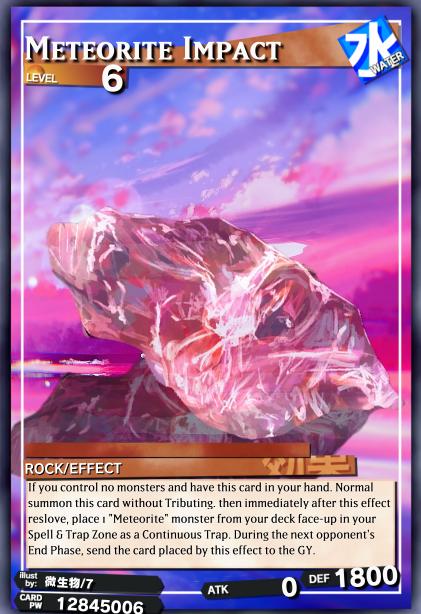 METEORITE IMPACT
水
WATER
LEVEL 6
ROCK/EFFECT
効果
If you control no monsters and have this card in your hand. Normal
summon this card without Tributing. then immediately after this effect
reslove, place 1 "Meteorite" monster from your deck face-up in your
Spell & Trap Zone as a Continuous Trap. During the next opponent's
End Phase, send the card placed by this effect to the GY.
illust by: 微生物/7
ATK 0 DEF 1800
CARD PW 12845006